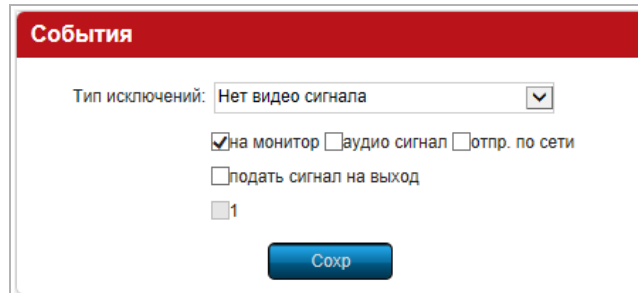 События
Тип исключений: Нет видео сигнала
на монитор аудио сигнал отпр. по сети
подать сигнал на выход
1
Сохр